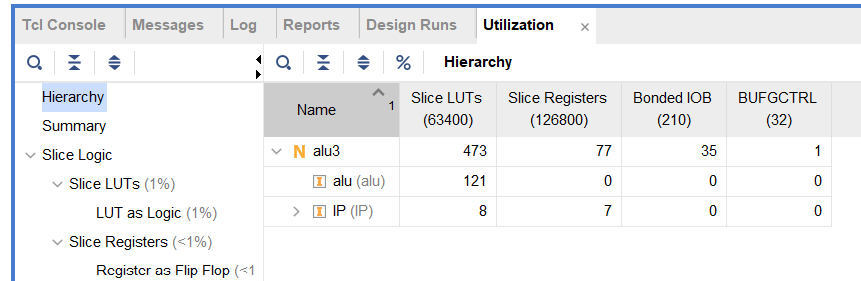 Tcl Console Messages Log Reports Design Runs Utilization ×
Hierarchy
Hierarchy
Summary
Slice Logic
Slice LUTs (1%)
LUT as Logic (1%)
Slice Registers (<1%)
Register as Flip Flop (<1
Name 1 Slice LUTs (63400) Slice Registers (126800) Bonded IOB (210) BUFGCTRL (32)
N alu3 473 77 35 1
I alu (alu) 121 0 0 0
I IP (IP) 8 7 0 0